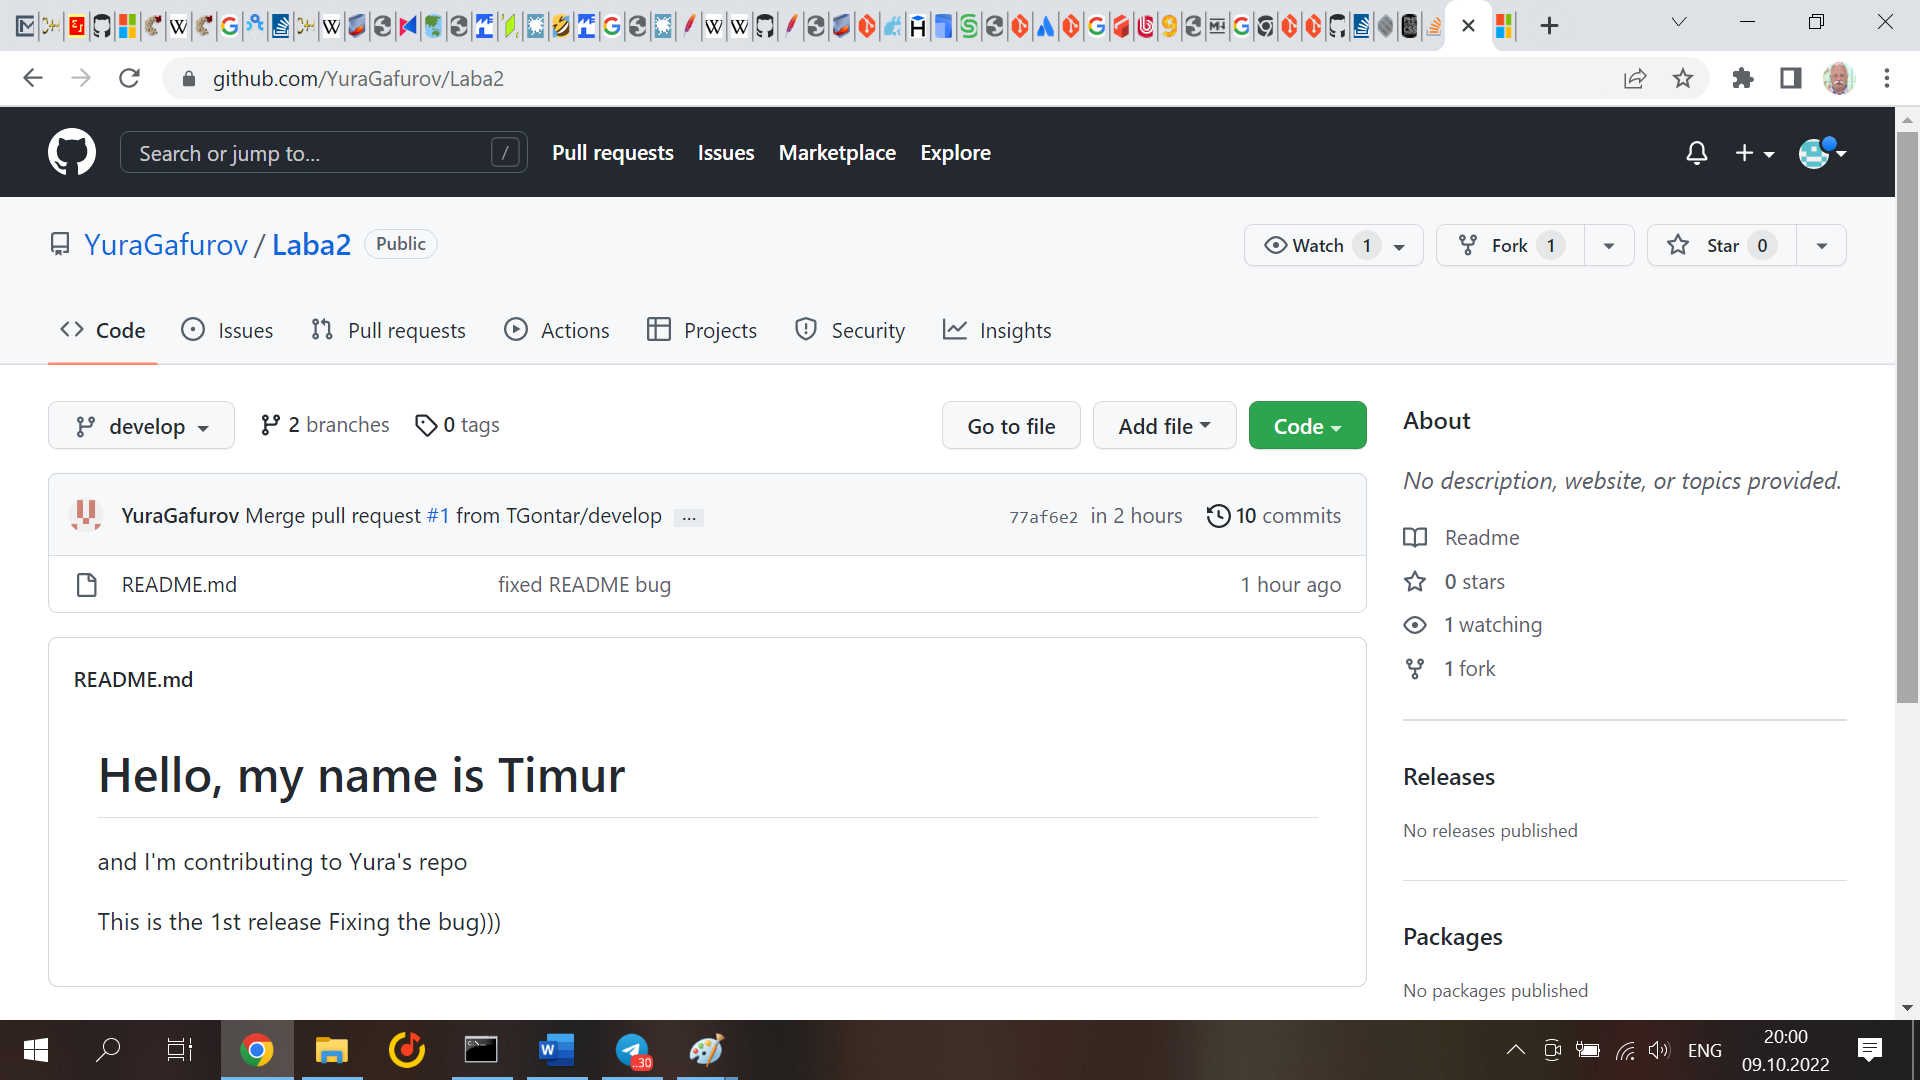 github.com/YuraGafurov/Laba2
Search or jump to... /
Pull requests Issues Marketplace Explore
YuraGafurov / Laba2 Public
Watch 1 Fork 1 Star 0
Code Issues Pull requests Actions Projects Security Insights
develop 2 branches 0 tags Go to file Add file Code
YuraGafurov Merge pull request #1 from TGontar/develop ... 77af6e2 in 2 hours 10 commits
README.md fixed README bug 1 hour ago
README.md
Hello, my name is Timur
and I'm contributing to Yura's repo
This is the 1st release Fixing the bug)))
About
No description, website, or topics provided.
Readme
0 stars
1 watching
1 fork
Releases
No releases published
Packages
No packages published
..30
ENG
20:00
09.10.2022